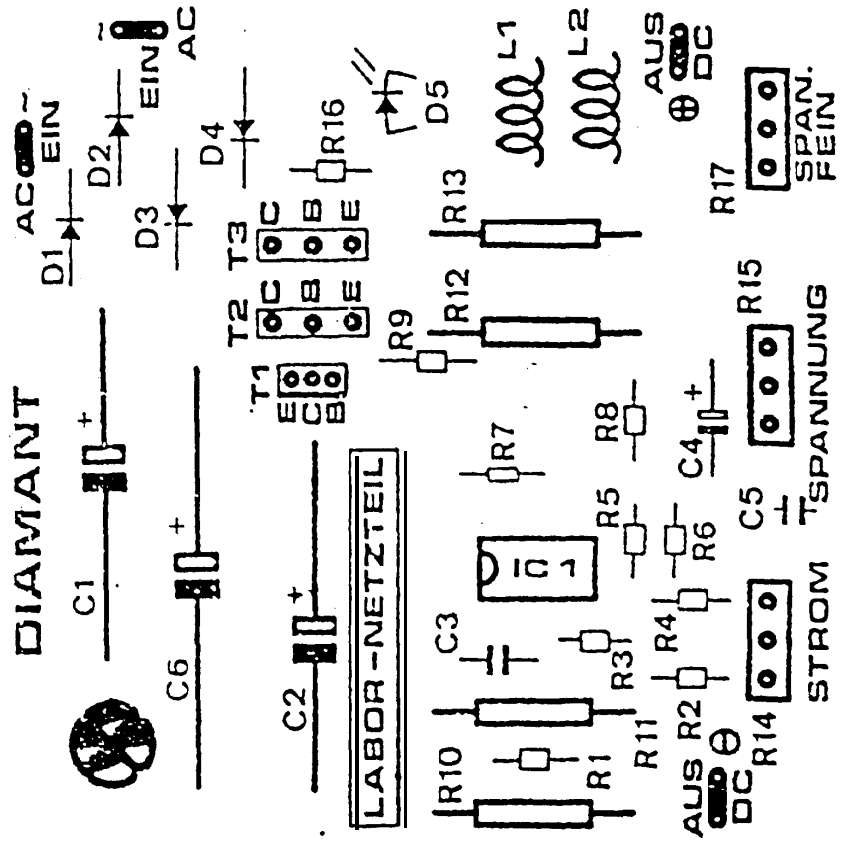 DIAMANT
AC ~
EIN
D1
C1 +
D2
~
EIN
AC
D3
C6 +
D4
T2 T3
T1
C C
E
C2 +
B B
C
B
E E
R16
LABOR-NETZTEIL
R9
D5
R10
C3
R12
R13
R7
L1
IC 1
L2
R1
R3
R5
R8
R11
AUS
R4
R2
C4 +
DC
AUS
R6
DC
R17
R14
C5
R15
STROM
SPANNUNG
SPAN.
FEIN